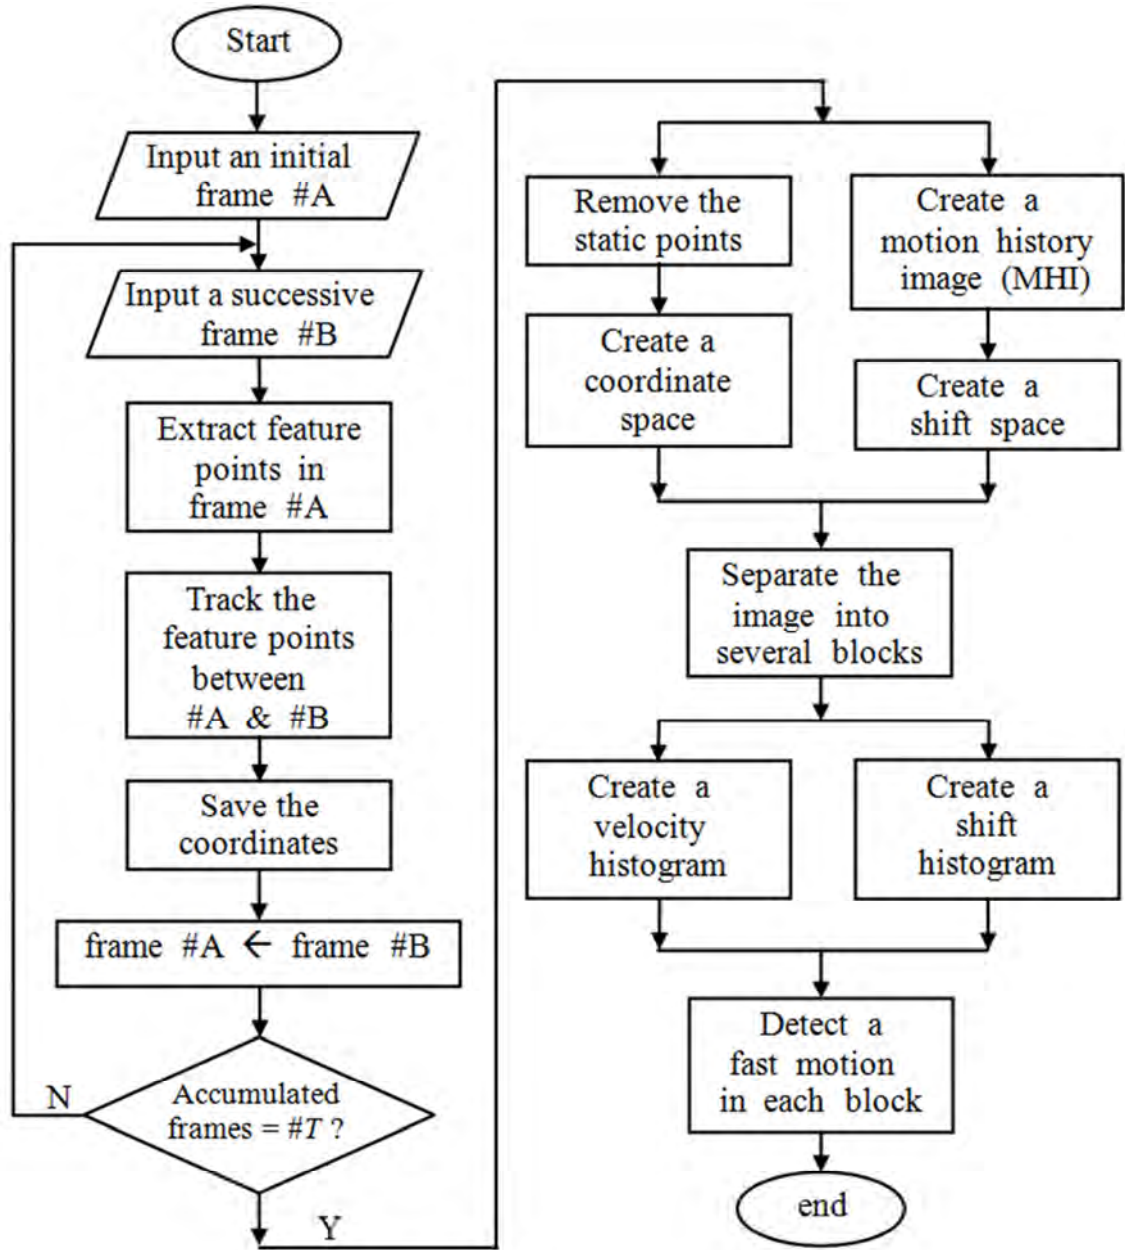 Start
Input an initial
frame #A
Input a successive
frame #B
Extract feature
points in
frame #A
Track the
feature points
between
#A & #B
Save the
coordinates
frame #A ← frame #B
Accumulated
frames = #T ?
N
Y
Remove the
static points
Create a
coordinate
space
Create a
motion history
image (MHI)
Create a
shift space
Separate the
image into
several blocks
Create a
velocity
histogram
Create a
shift
histogram
Detect a
fast motion
in each block
end